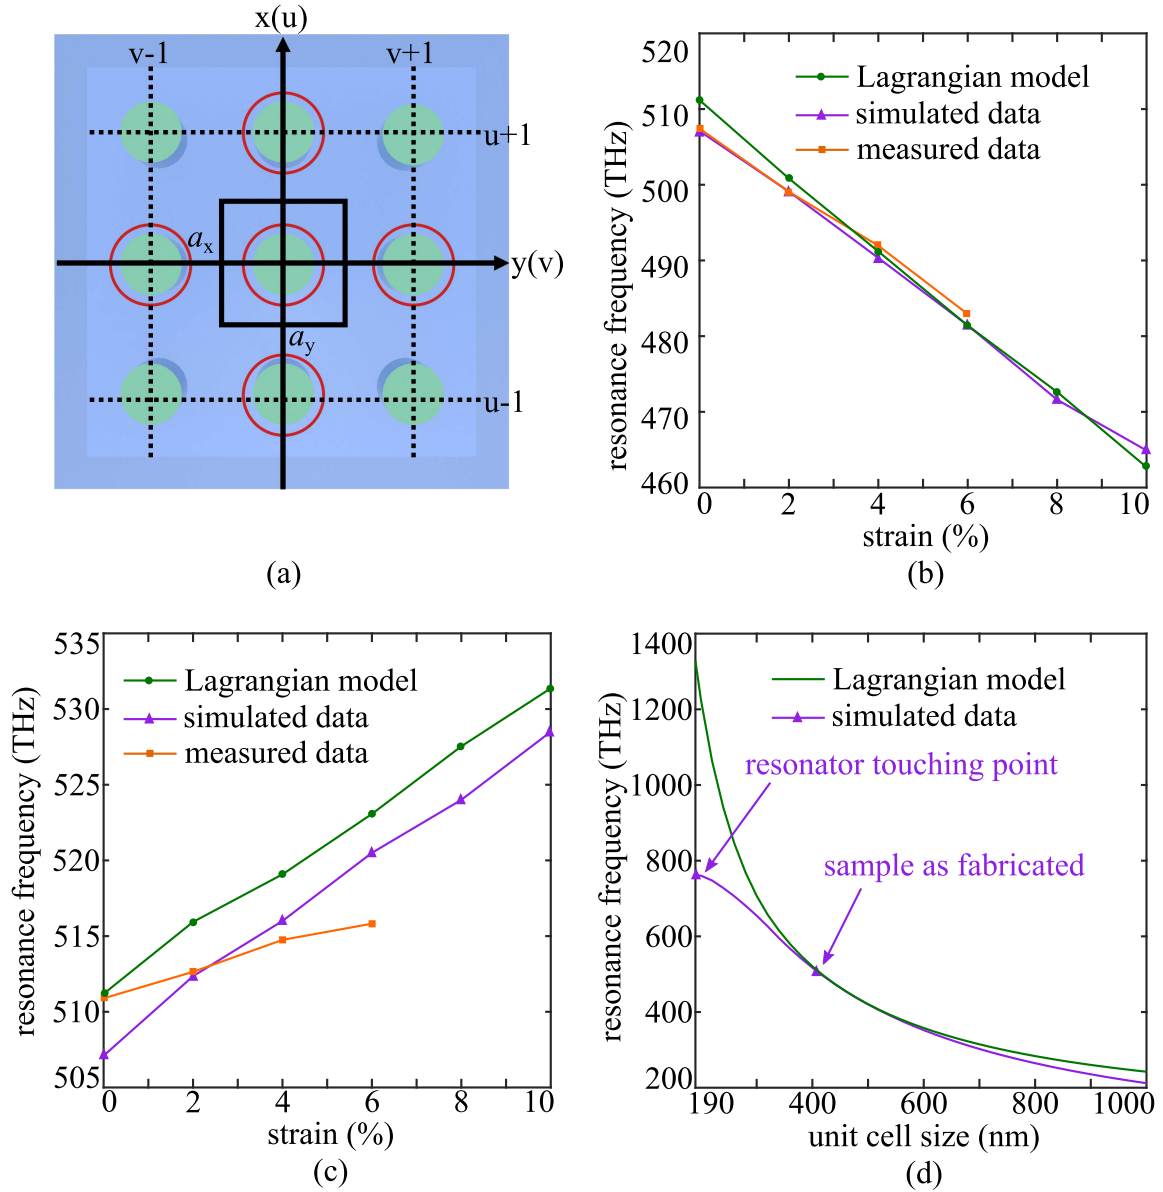 x(u)
v-1
v+1
u+1
aₓ
y(v)
a_y
u-1
(a)
520
510
500
490
480
470
460
resonance frequency (THz)
Lagrangian model
simulated data
measured data
0 2 4 6 8 10
strain (%)
(b)
535
530
525
520
515
510
505
resonance frequency (THz)
Lagrangian model
simulated data
measured data
0 2 4 6 8 10
strain (%)
(c)
1400
1200
1000
800
600
400
200
resonance frequency (THz)
Lagrangian model
simulated data
resonator touching point
sample as fabricated
190 400 600 800 1000
unit cell size (nm)
(d)